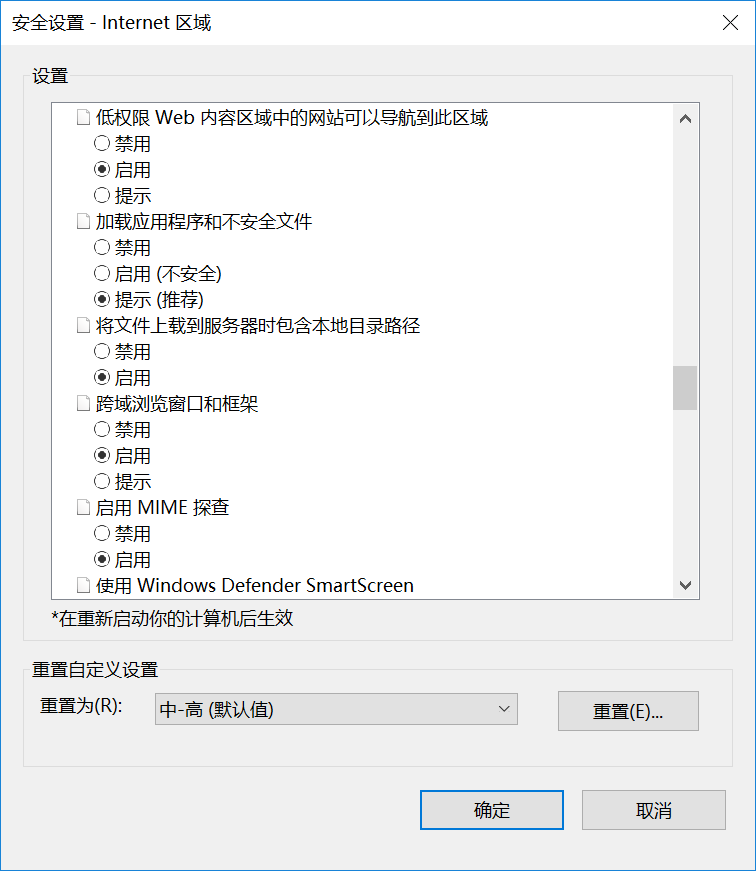 安全设置 - Internet 区域
设置
低权限 Web 内容区域中的网站可以导航到此区域
禁用
启用
提示
加载应用程序和不安全文件
禁用
启用 (不安全)
提示 (推荐)
将文件上载到服务器时包含本地目录路径
禁用
启用
跨域浏览窗口和框架
禁用
启用
提示
启用 MIME 探查
禁用
启用
使用 Windows Defender SmartScreen
*在重新启动你的计算机后生效
重置自定义设置
重置为(R): 中-高 (默认值) 重置(E)...
确定 取消